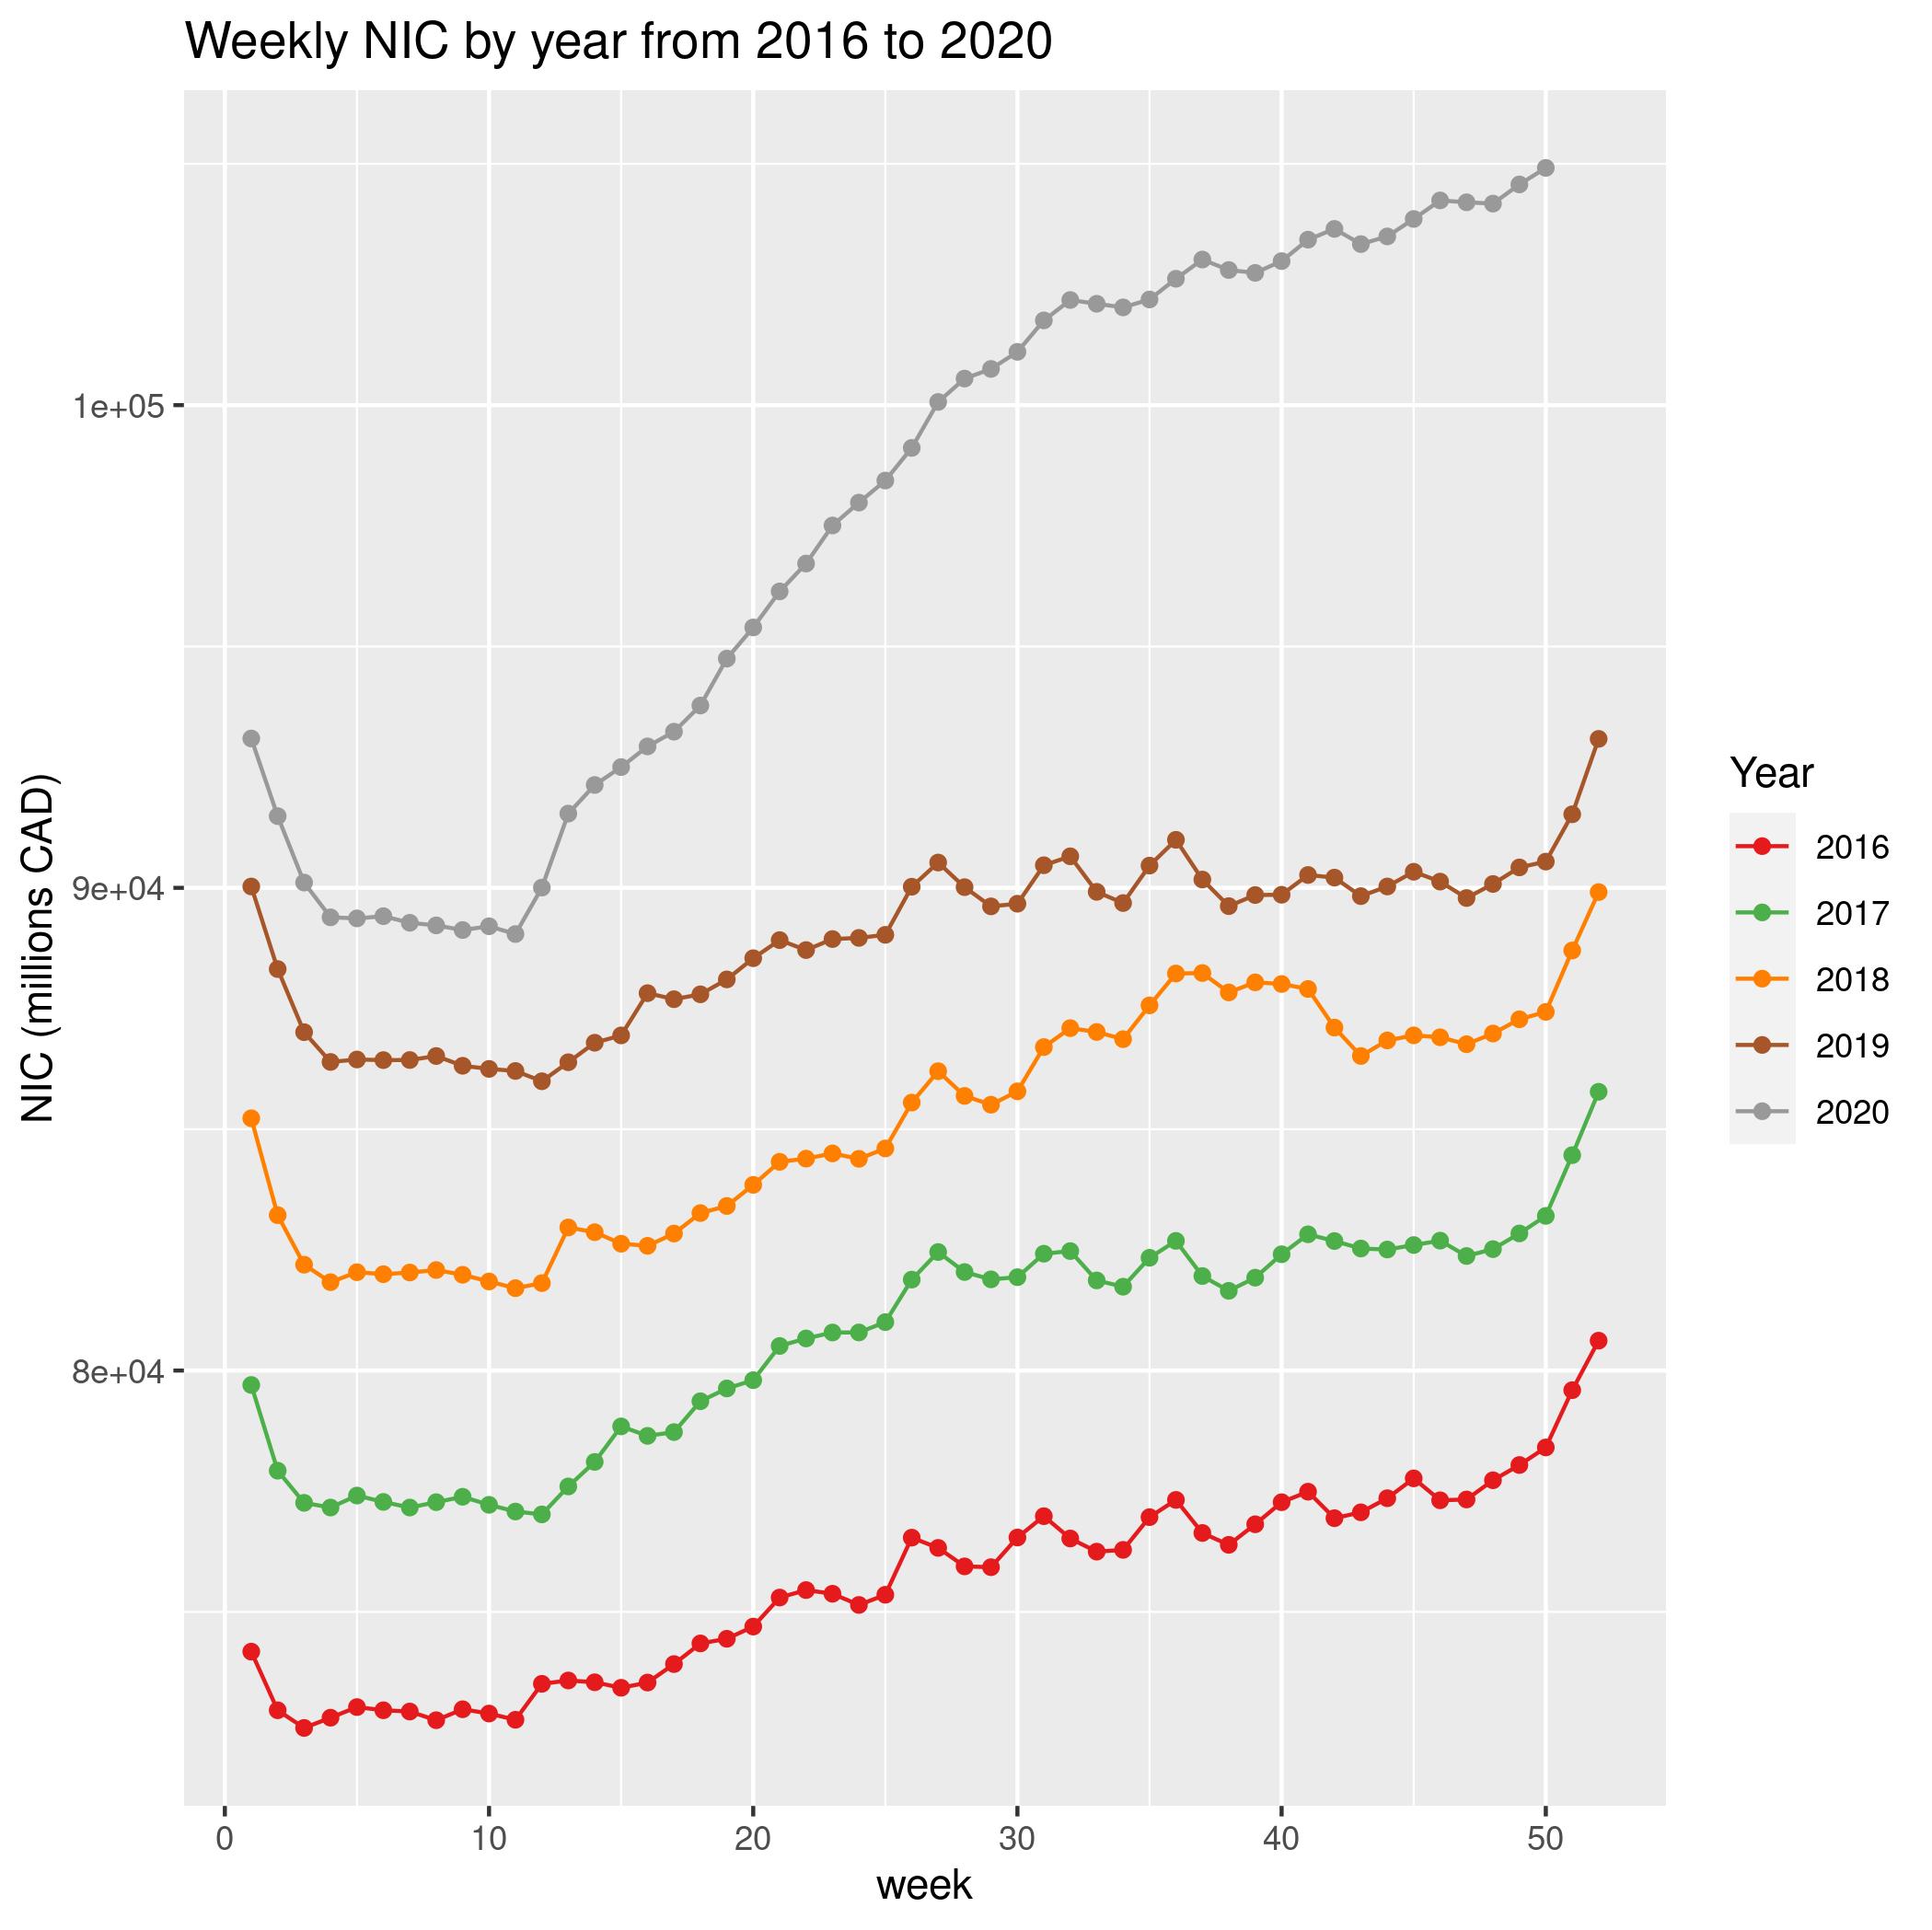 Weekly NIC by year from 2016 to 2020
NIC (millions CAD)
1e+05
9e+04
8e+04
0 10 20 30 40 50
week
Year
2016
2017
2018
2019
2020